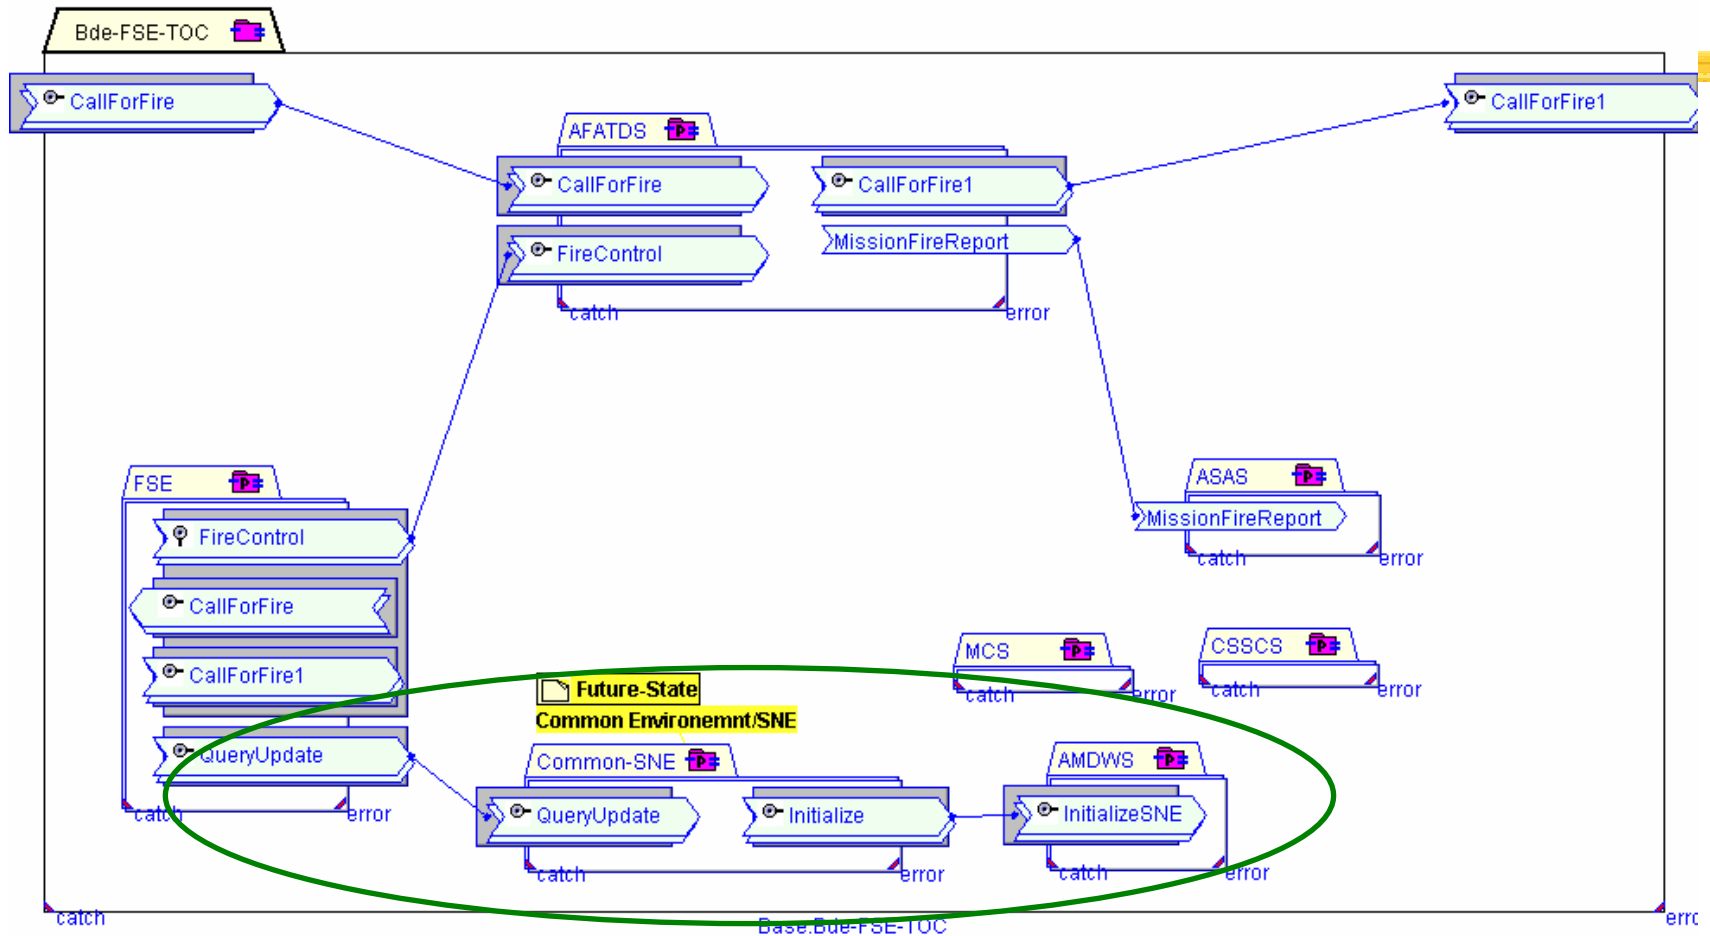 Bde-FSE-TOC
CallForFire
CallForFire1
AFATDS
CallForFire
CallForFire1
FireControl
MissionFireReport
catch
error
FSE
FireControl
CallForFire
CallForFire1
QueryUpdate
catch
error
ASAS
MissionFireReport
catch
error
MCS
catch
error
CSSCS
catch
error
Future-State
Common Environemnt/SNE
Common-SNE
QueryUpdate
Initialize
catch
error
AMDWS
InitializeSNE
catch
error
catch
Base:Bde-FSE-TOC
erro